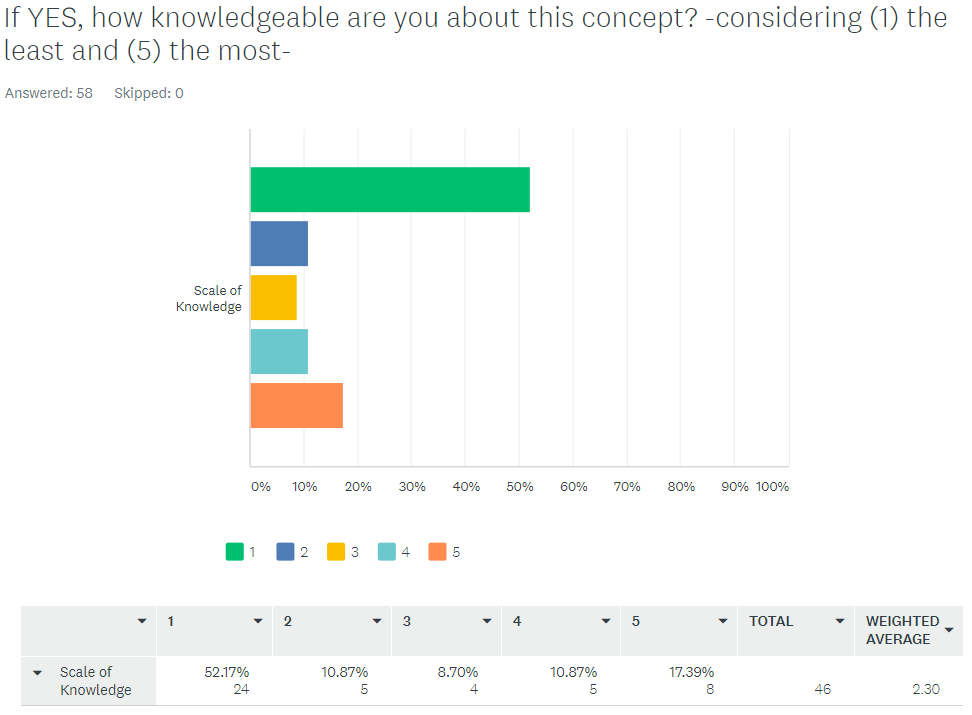 If YES, how knowledgeable are you about this concept? -considering (1) the
least and (5) the most-
Answered: 58 Skipped: 0
Scale of
Knowledge
0% 10% 20% 30% 40% 50% 60% 70% 80% 90% 100%
1 2 3 4 5
1 2 3 4 5 TOTAL WEIGHTED
AVERAGE
Scale of 52.17% 10.87% 8.70% 10.87% 17.39%
Knowledge 24 5 4 5 8 46 2.30